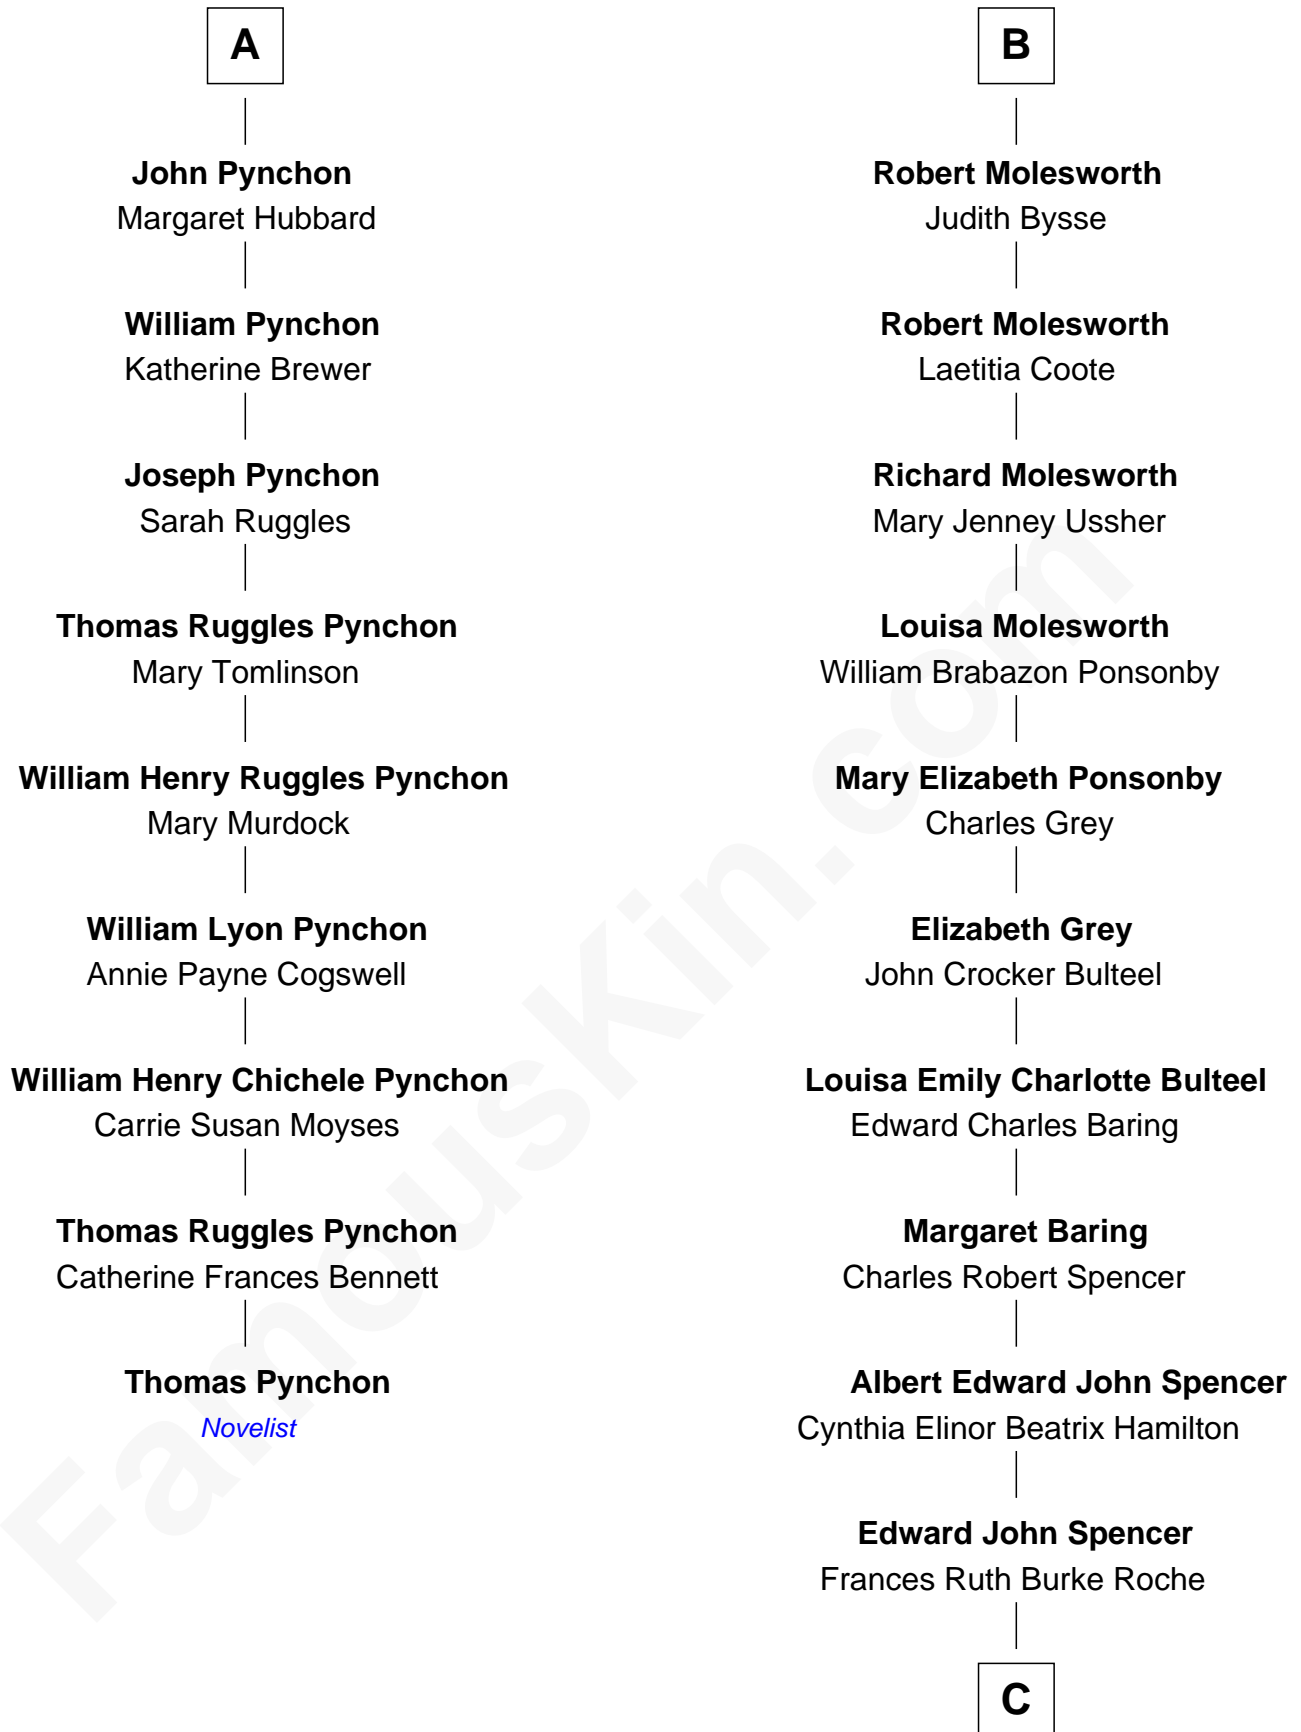 A
John Pynchon
Margaret Hubbard
William Pynchon
Katherine Brewer
Joseph Pynchon
Sarah Ruggles
Thomas Ruggles Pynchon
Mary Tomlinson
William Henry Ruggles Pynchon
Mary Murdock
William Lyon Pynchon
Annie Payne Cogswell
William Henry Chichele Pynchon
Carrie Susan Moyses
Thomas Ruggles Pynchon
Catherine Frances Bennett
Thomas Pynchon
Novelist
B
Robert Molesworth
Judith Bysse
Robert Molesworth
Laetitia Coote
Richard Molesworth
Mary Jenney Ussher
Louisa Molesworth
William Brabazon Ponsonby
Mary Elizabeth Ponsonby
Charles Grey
Elizabeth Grey
John Crocker Bulteel
Louisa Emily Charlotte Bulteel
Edward Charles Baring
Margaret Baring
Charles Robert Spencer
Albert Edward John Spencer
Cynthia Elinor Beatrix Hamilton
Edward John Spencer
Frances Ruth Burke Roche
C
FamousKin.com